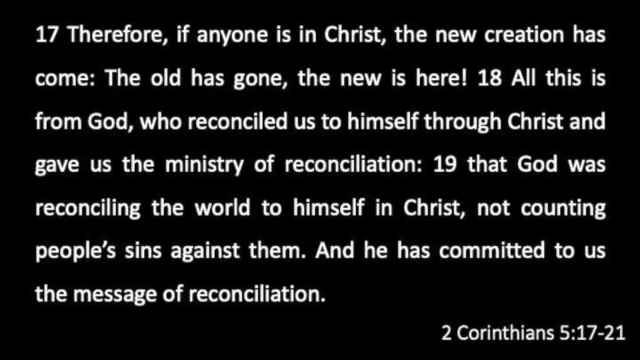 17 Therefore, if anyone is in Christ, the new creation has
come: The old has gone, the new is here! 18 All this is
from God, who reconciled us to himself through Christ and
gave us the ministry of reconciliation: 19 that God was
reconciling the world to himself in Christ, not counting
people’s sins against them. And he has committed to us
the message of reconciliation.
2 Corinthians 5:17-21